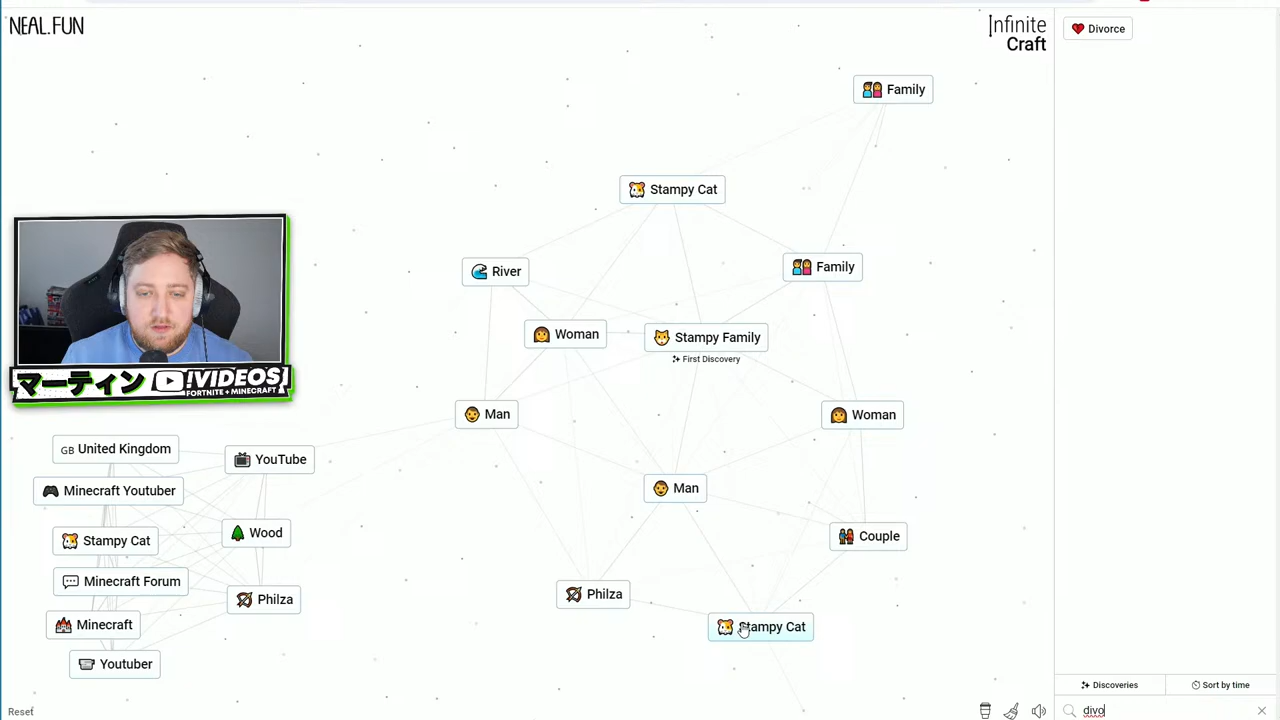 NEAL.FUN
Infinite
Craft
Divorce
Family
Stampy Cat
River
Family
Woman
Stampy Family
First Discovery
Man
Woman
マーティン
!VIDEOS
FORTNITE + MINECRAFT
GB United Kingdom
YouTube
Minecraft Youtuber
Man
Stampy Cat
Wood
Couple
Minecraft Forum
Philza
Philza
Minecraft
Stampy Cat
Youtuber
Discoveries
Sort by time
Reset
divo